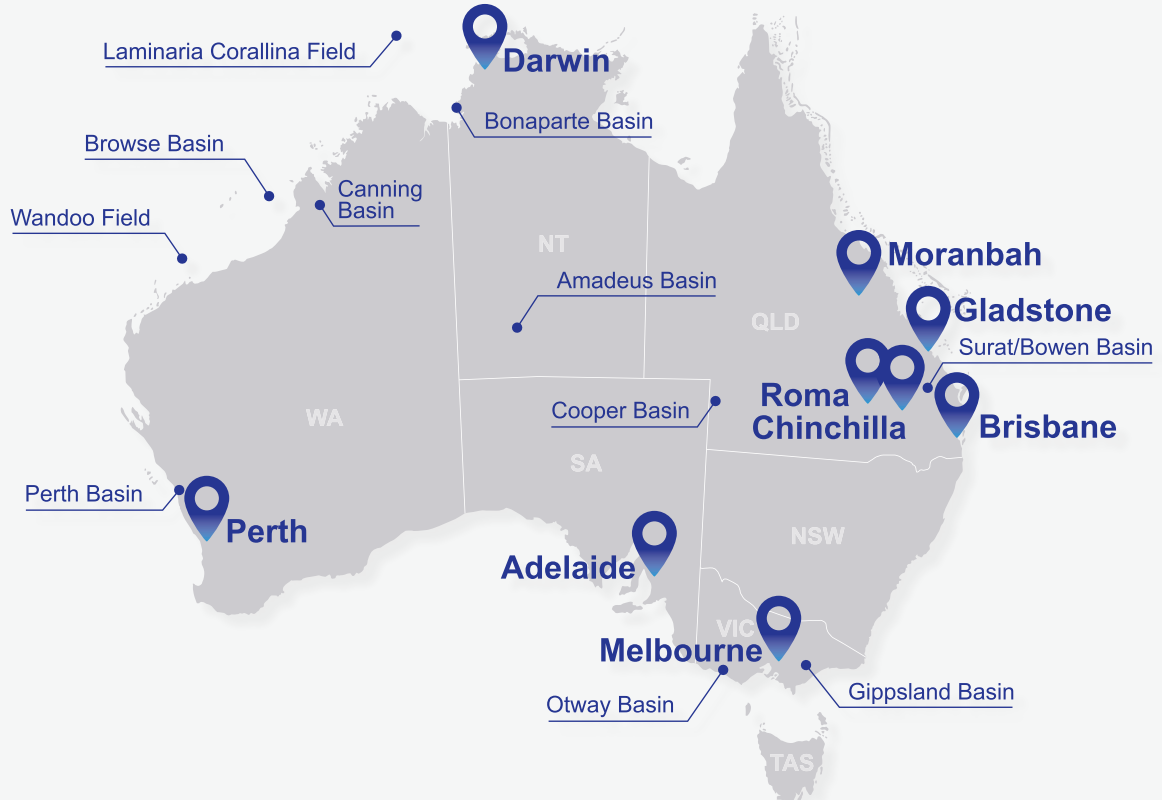 Laminaria Corallina Field
Darwin
Bonaparte Basin
Browse Basin
Canning
Basin
Wandoo Field
NT
Moranbah
Amadeus Basin
Gladstone
QLD
Surat/Bowen Basin
Roma
Cooper Basin
WA
Chinchilla
Brisbane
SA
Perth Basin
Perth
NSW
Adelaide
VIC
Melbourne
Gippsland Basin
Otway Basin
TAS